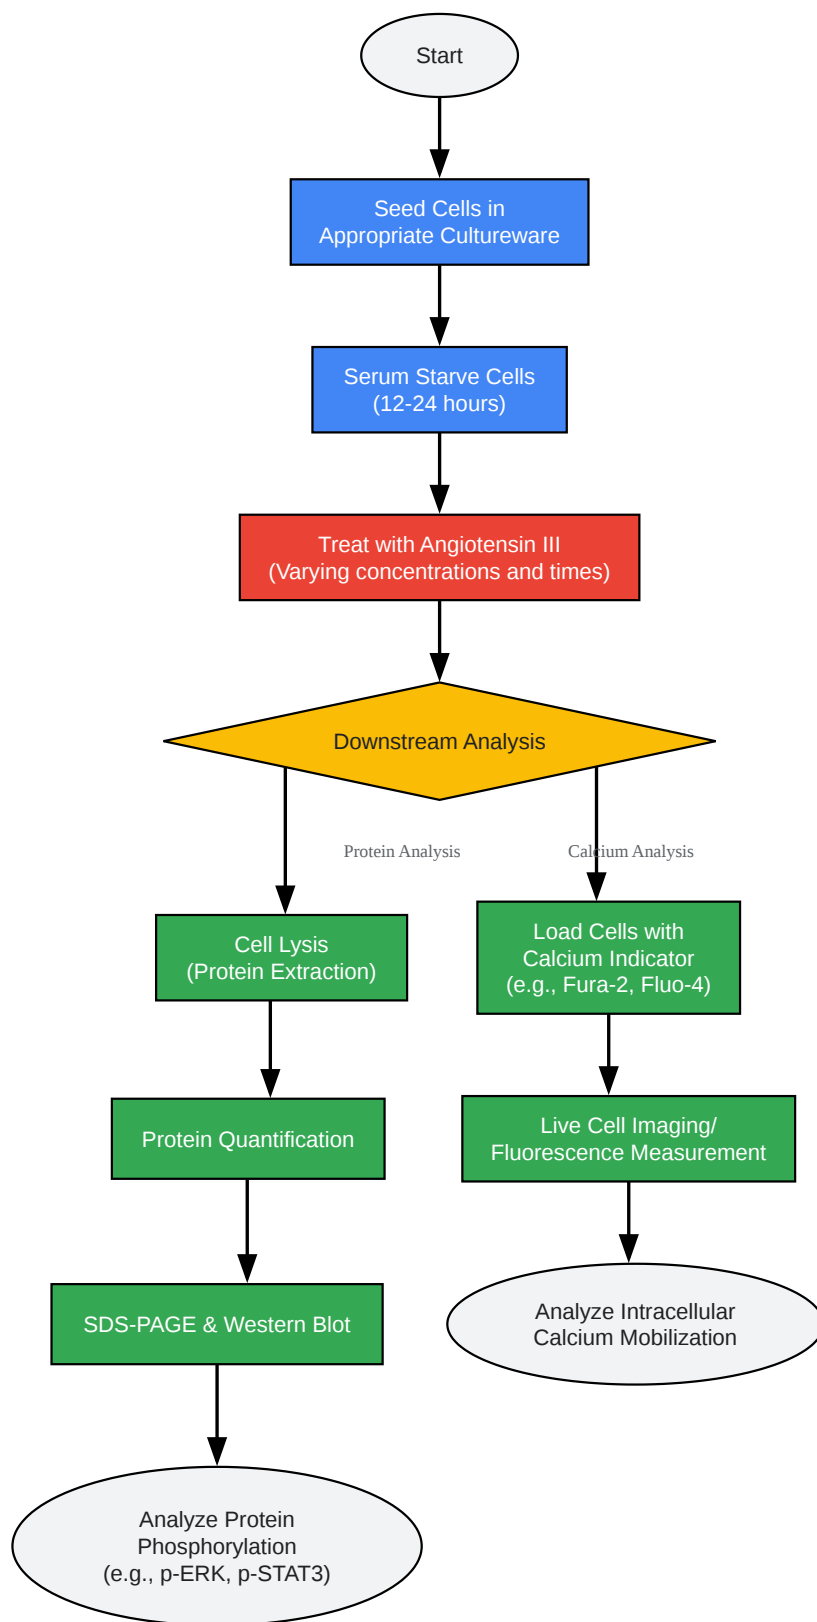 Start
Seed Cells in
Appropriate Cultureware
Serum Starve Cells
(12-24 hours)
Treat with Angiotensin III
(Varying concentrations and times)
Downstream Analysis
Protein Analysis
Calcium Analysis
Cell Lysis
(Protein Extraction)
Load Cells with
Calcium Indicator
(e.g., Fura-2, Fluo-4)
Protein Quantification
Live Cell Imaging/
Fluorescence Measurement
SDS-PAGE & Western Blot
Analyze Intracellular
Calcium Mobilization
Analyze Protein
Phosphorylation
(e.g., p-ERK, p-STAT3)